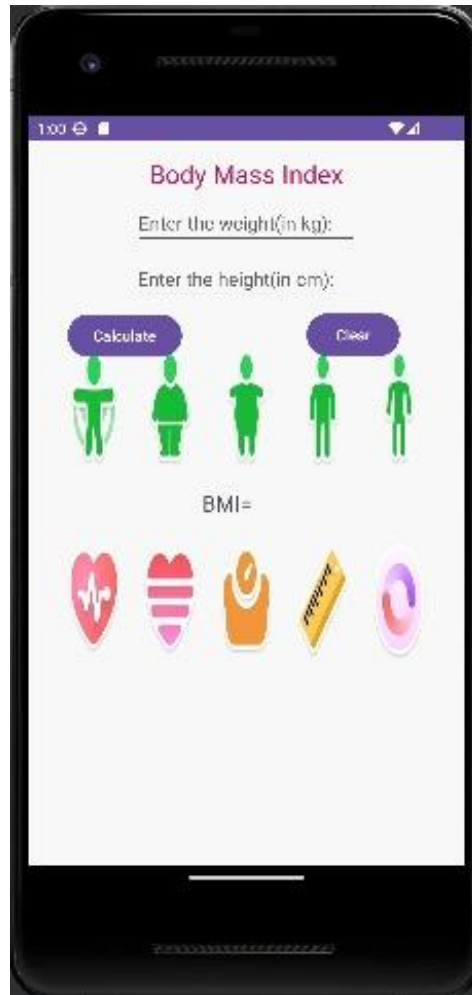 1:00
Body Mass Index
Enter the weight(in kg):
Enter the height(in cm):
Calculate Clear
BMI=